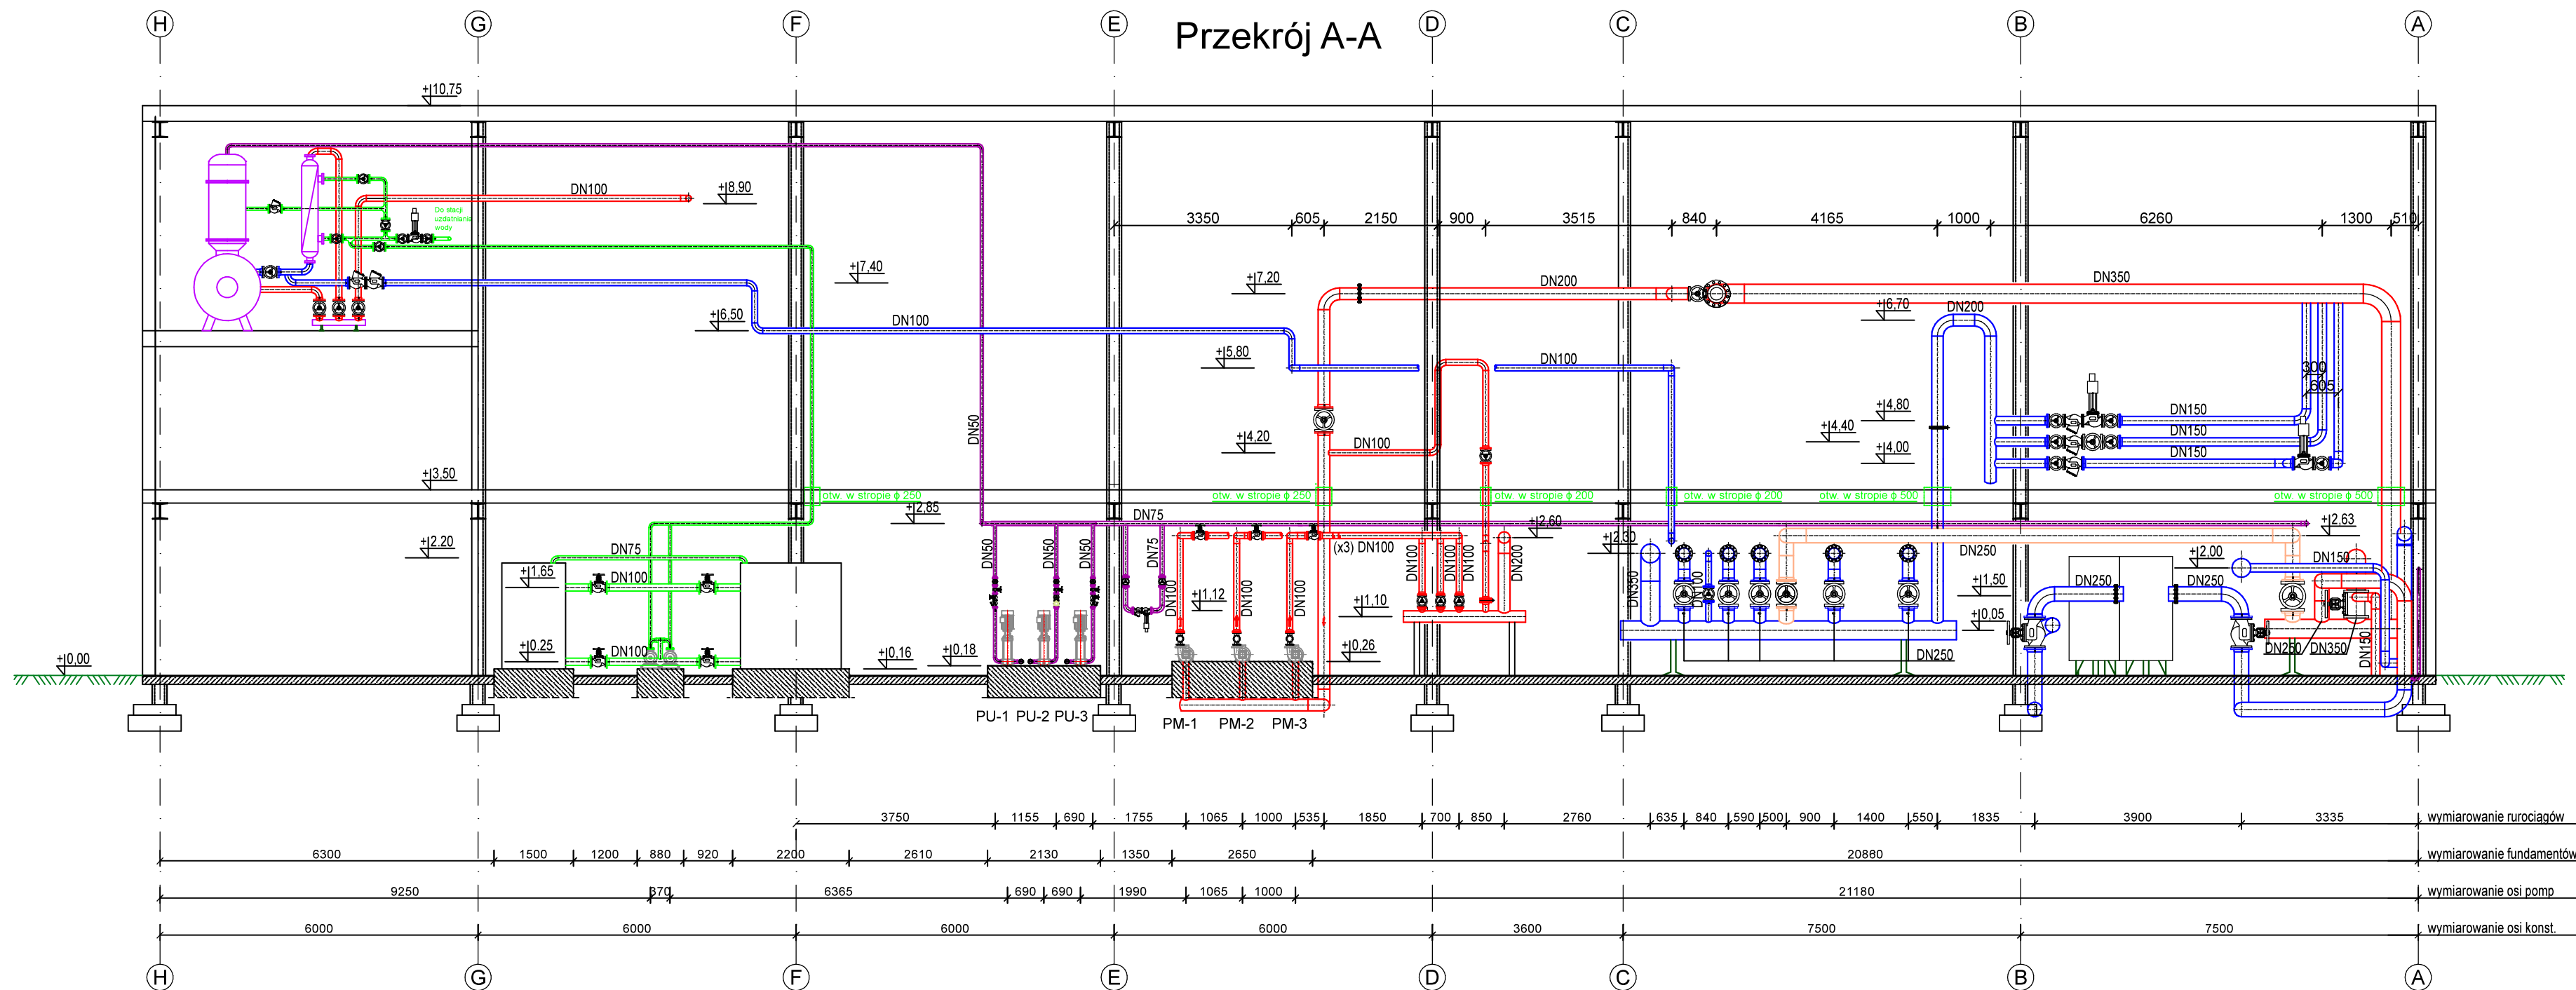 H
G
F
E
D
C
B
A
Przekrój A-A
+10,75
DN100
+8,90
Do stacji
uzdatniania
wody
3350
605
2150
900
3515
840
4165
1000
6260
1300
510
+7,40
+7,20
DN200
DN350
+6,70
DN200
+6,50
DN100
+5,80
DN100
300
605
+4,80
DN150
+4,40
DN150
+4,00
DN150
DN50
+4,20
DN100
+3,50
otw. w stropie ϕ 250
otw. w stropie ϕ 250
otw. w stropie ϕ 200
otw. w stropie ϕ 200
otw. w stropie ϕ 500
otw. w stropie ϕ 500
+2,85
DN75
+2,60
+2,63
+2.20
DN75
DN50
DN50
DN50
DN75
(x3) DN100
DN100
DN100
DN100
DN200
+2,30
DN250
+2,00
DN150
+1,65
DN100
DN100
DN100
DN100
+1,12
+1,10
DN350
DN100
+1,50
DN250
DN250
+0,05
+0.25
DN100
+0,16
+0,18
+0,26
DN250
DN250
DN350
DN150
+0,00
PU-1
PU-2
PU-3
PM-1
PM-2
PM-3
3750
1155
690
1755
1065
1000
535
1850
700
850
2760
635
840
590
500
900
1400
550
1835
3900
3335
wymiarowanie rurociągów
6300
1500
1200
880
920
2200
2610
2130
1350
2650
20880
wymiarowanie fundamentów
9250
370
6365
690
690
1990
1065
1000
21180
wymiarowanie osi pomp
6000
6000
6000
6000
3600
7500
7500
wymiarowanie osi konst.
H
G
F
E
D
C
B
A